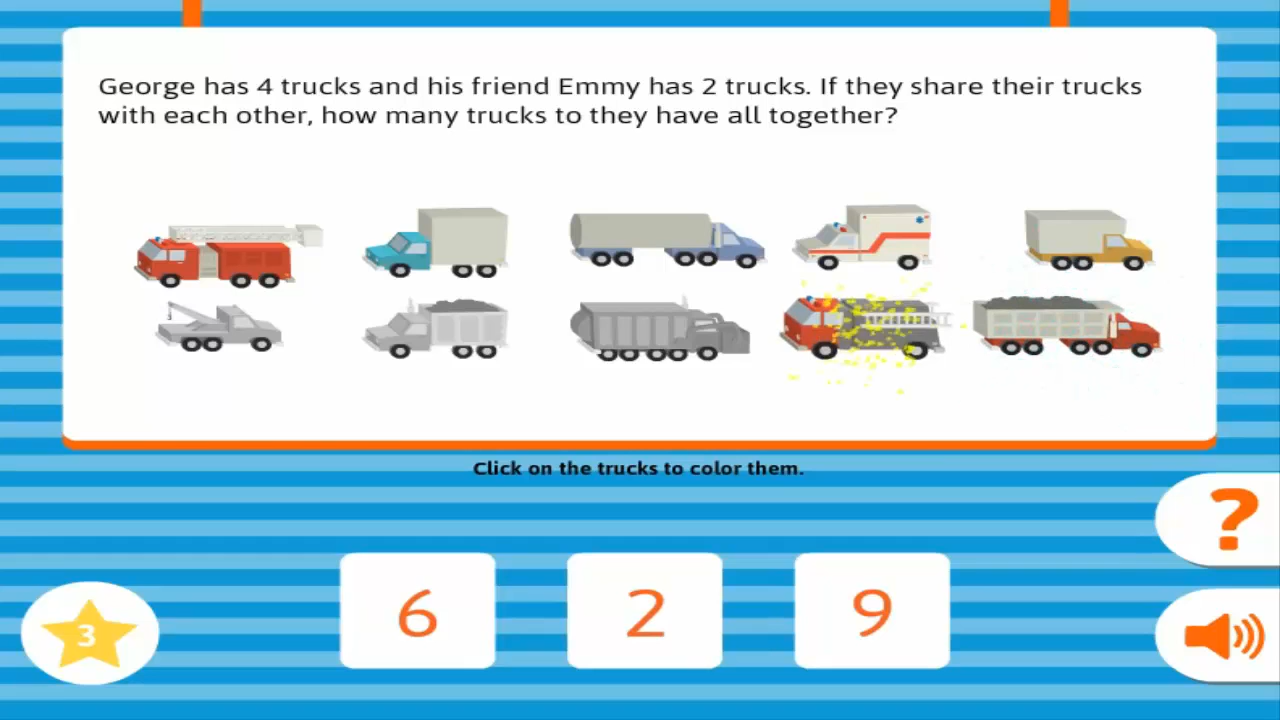 George has 4 trucks and his friend Emmy has 2 trucks. If they share their trucks
with each other, how many trucks to they have all together?
Click on the trucks to color them.
?
6 2 9
3